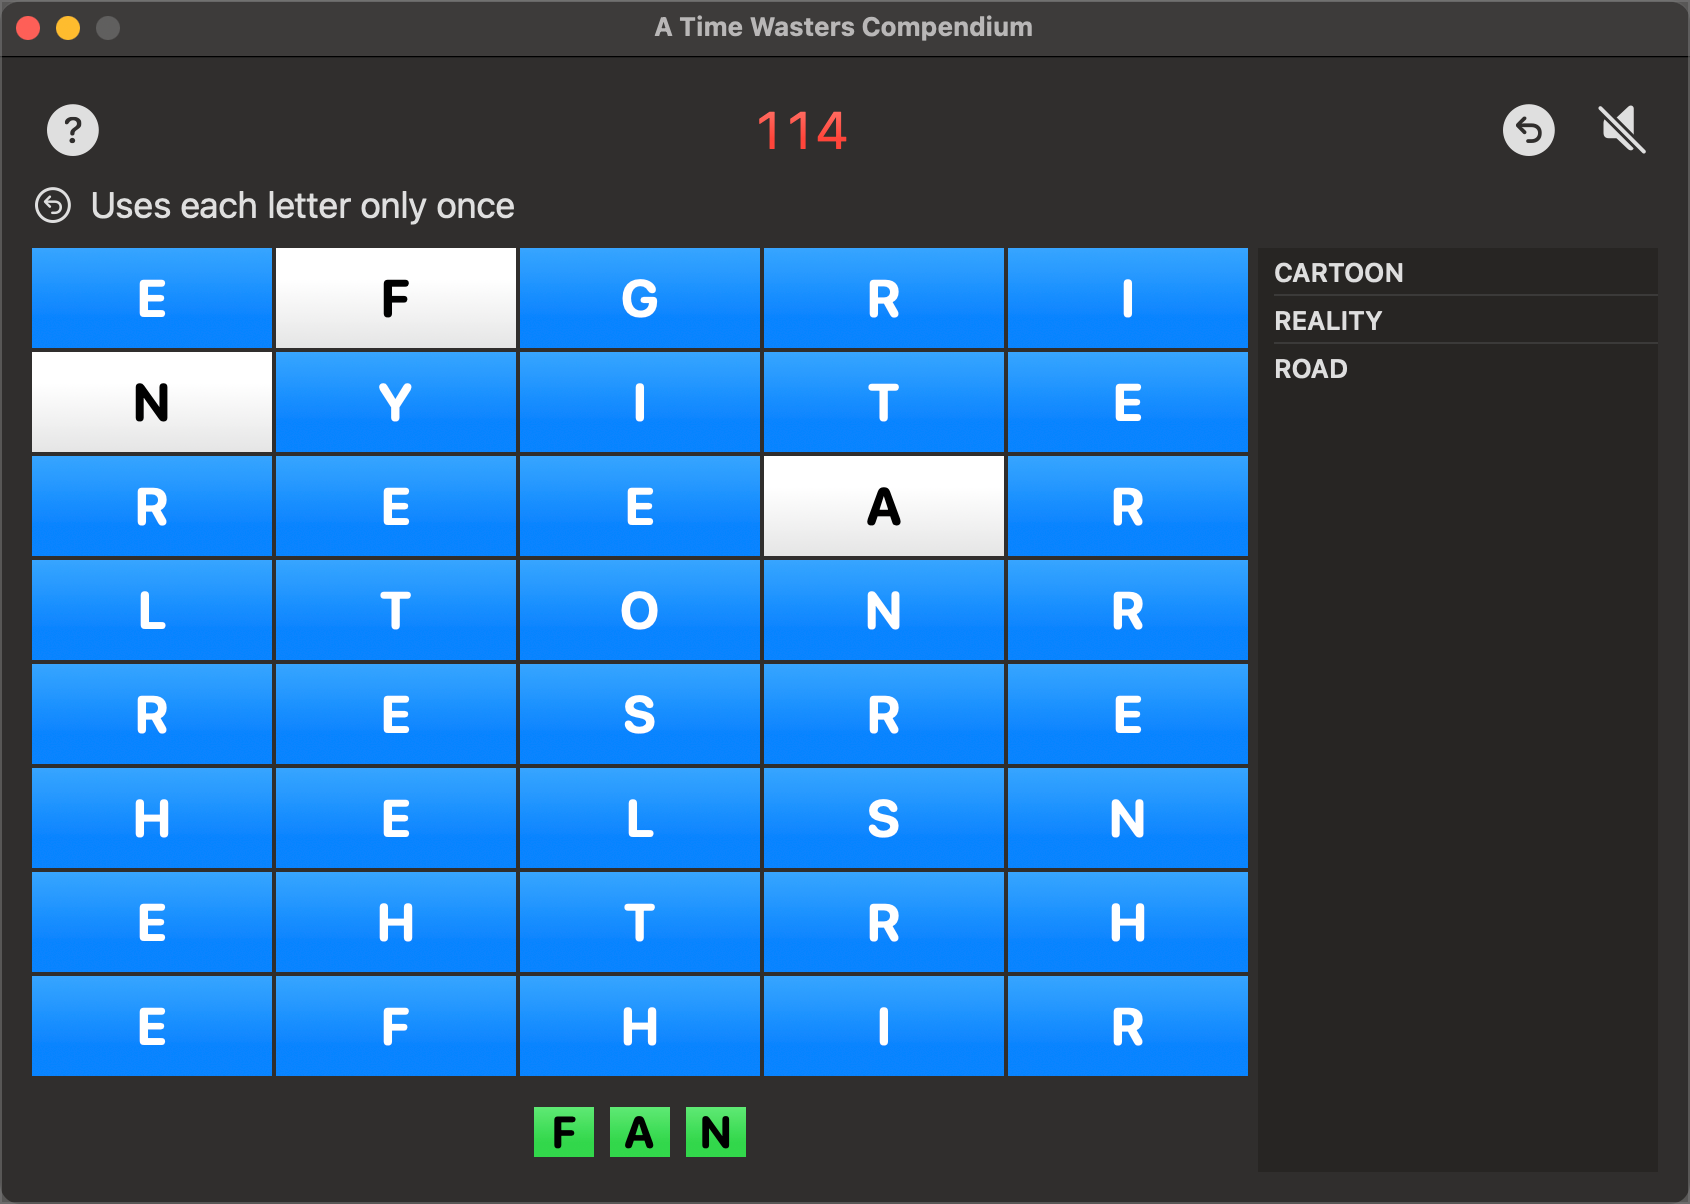 A Time Wasters Compendium
?
114
Uses each letter only once
E F G R I
N Y I T E
R E E A R
L T O N R
R E S R E
H E L S N
E H T R H
E F H I R
CARTOON
REALITY
ROAD
F A N